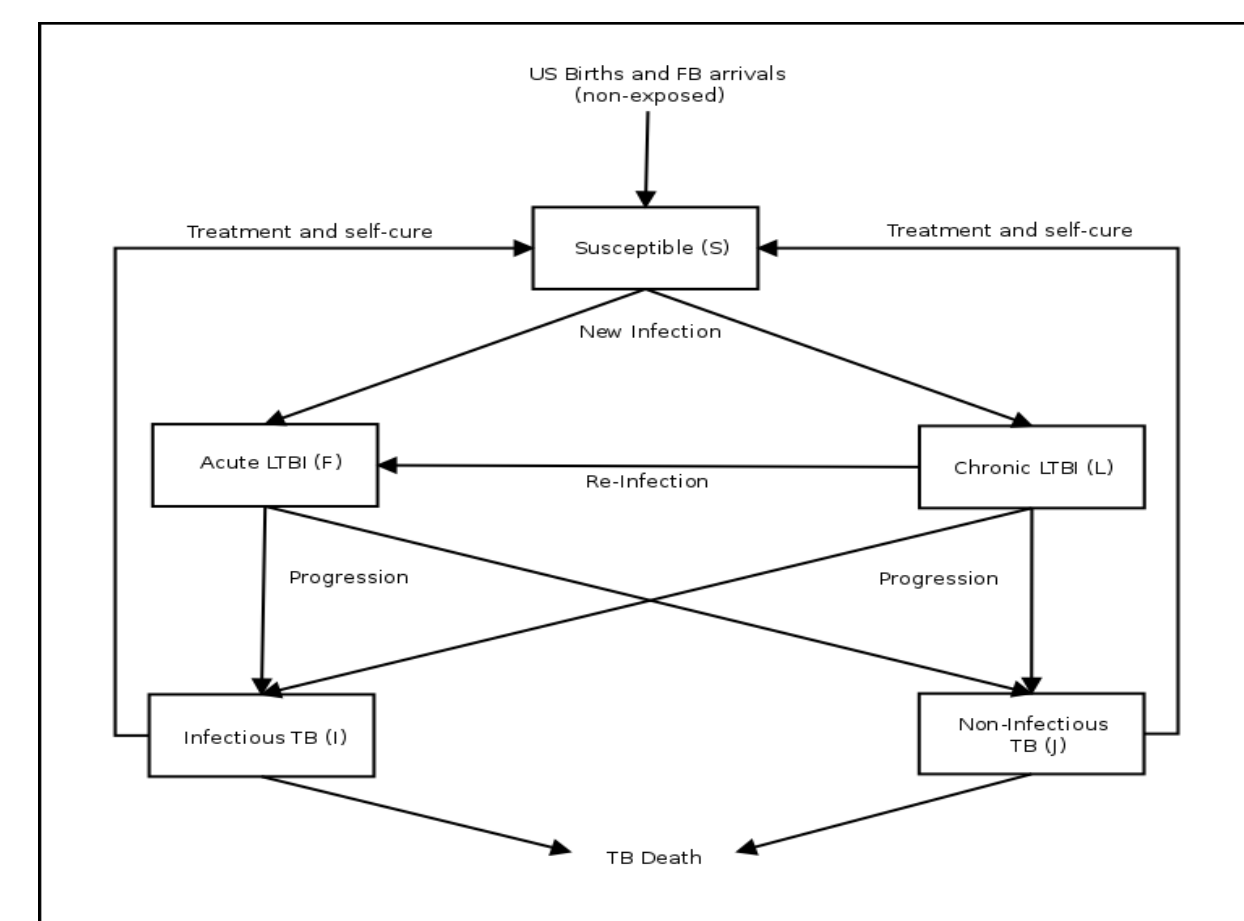 US Births and FB arrivals
(non-exposed)
Treatment and self-cure
Treatment and self-cure
Susceptible (S)
New Infection
Acute LTBI (F)
Chronic LTBI (L)
Re-Infection
Progression
Progression
Infectious TB (I)
Non-Infectious
TB (J)
TB Death